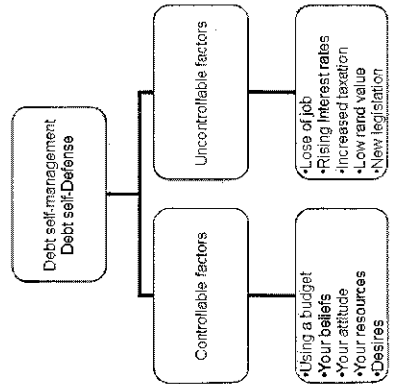 Debt self-management
Debt self-Defense
Controllable factors
•Using a budget
•Your beliefs
•Your attitude
•Your resources
•Desires
Uncontrollable factors
•Lose of job
•Rising Interest rates
•Increased taxation
•Low rand value
•New legislation